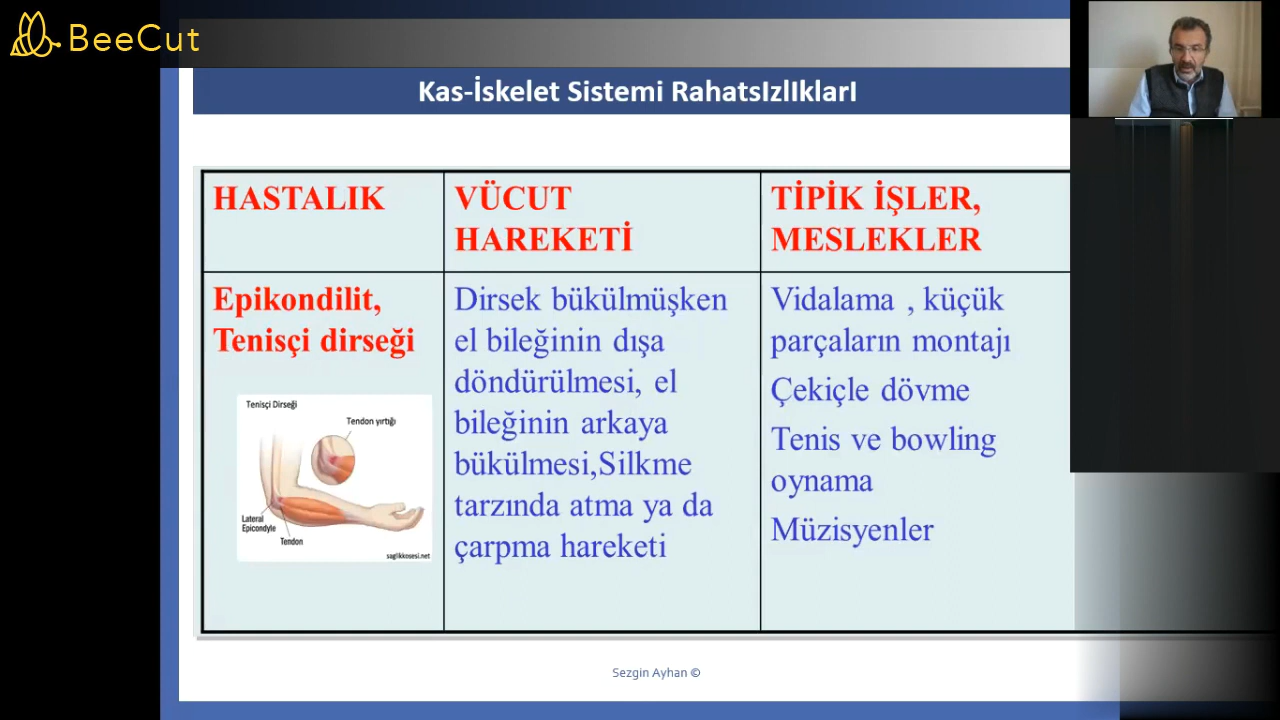 BeeCut
Kas-İskelet Sistemi RahatsIzlIklarI
HASTALIK
VÜCUT
HAREKETİ
TİPİK İŞLER,
MESLEKLER
Epikondilit,
Tenisçi dirseği
Tenisçi Dirseği
Tendon yırtığı
Lateral
Epicondyle
Tendon
saglikkosesi.net
Dirsek bükülmüşken
el bileğinin dışa
döndürülmesi, el
bileğinin arkaya
bükülmesi,Silkme
tarzında atma ya da
çarpma hareketi
Vidalama , küçük
parçaların montajı
Çekiçle dövme
Tenis ve bowling
oynama
Müzisyenler
Sezgin Ayhan ©